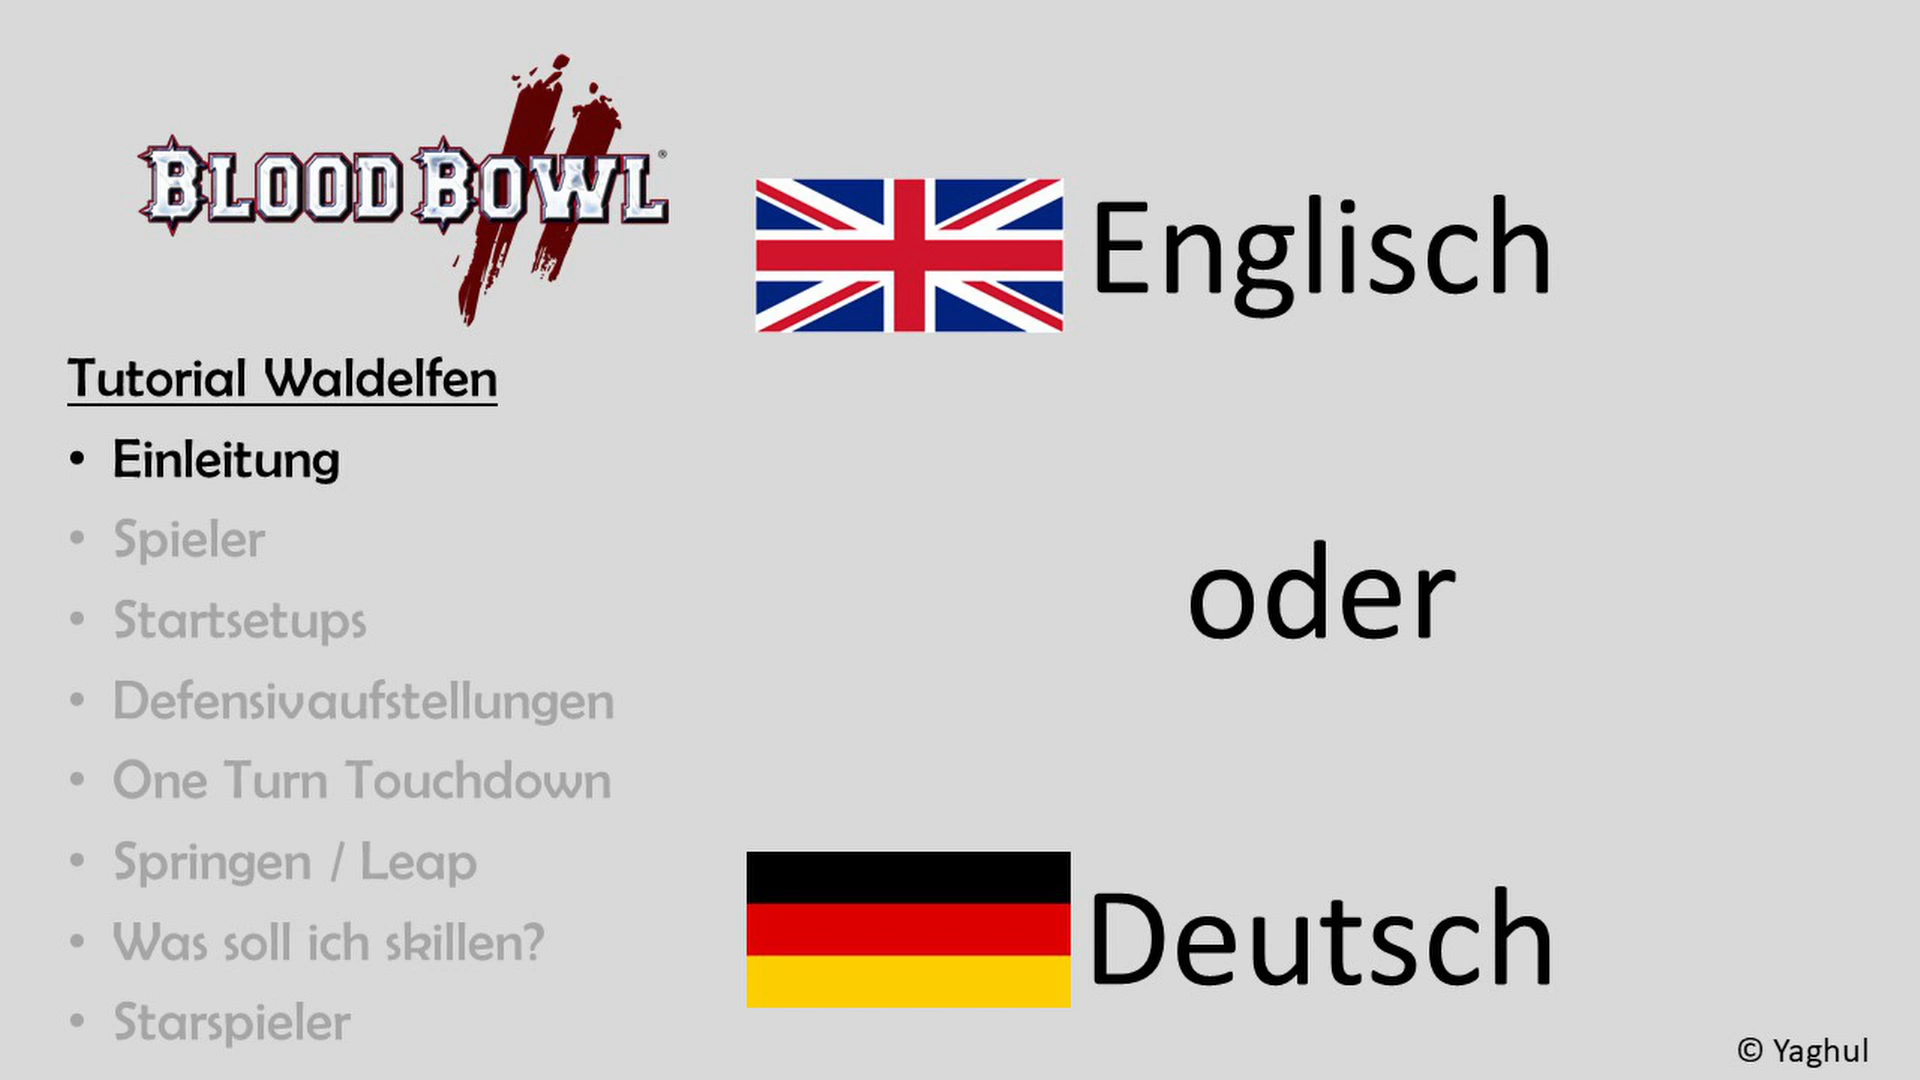 BLOOD BOWL®
Tutorial Waldelfen
• Einleitung
• Spieler
• Startsetups
• Defensivaufstellungen
• One Turn Touchdown
• Springen / Leap
• Was soll ich skillen?
• Starspieler
Englisch
oder
Deutsch
© Yaghul